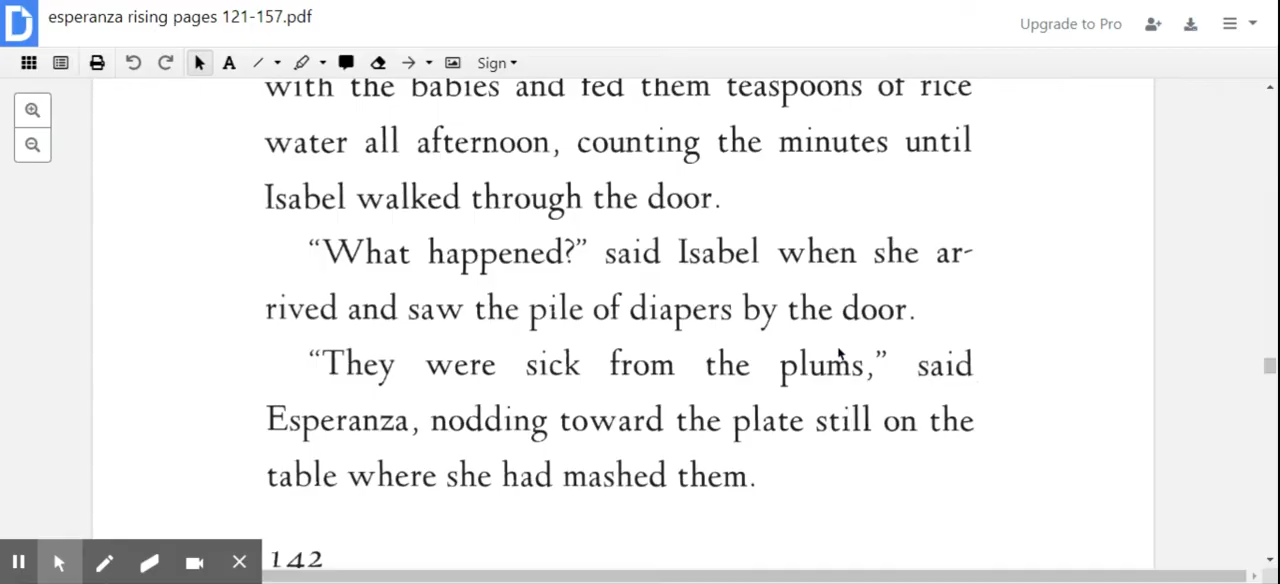 esperanza rising pages 121-157.pdf
Upgrade to Pro
A
Sign
with the babies and fed them teaspoons of rice
water all afternoon, counting the minutes until
Isabel walked through the door.
“What happened?” said Isabel when she ar-
rived and saw the pile of diapers by the door.
“They were sick from the plums,” said
Esperanza, nodding toward the plate still on the
table where she had mashed them.
142